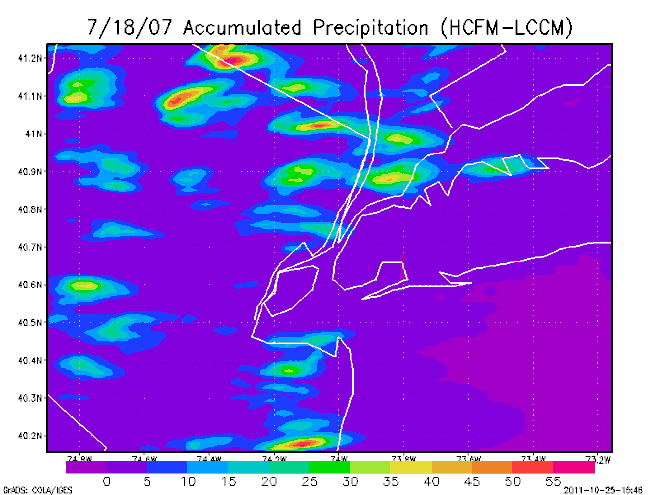 7/18/07 Accumulated Precipitation (HCFM-LCCM)
41.2N
41.1N
41N
40.9N
40.8N
40.7N
40.6N
40.5N
40.4N
40.3N
40.2N
74.8W 74.6W 74.4W 74.2W 74W 73.8W 73.6W 73.4W 73.2W
0 5 10 15 20 25 30 35 40 45 50 55
GrADS: COLA/IGES 2011-10-25-15:46